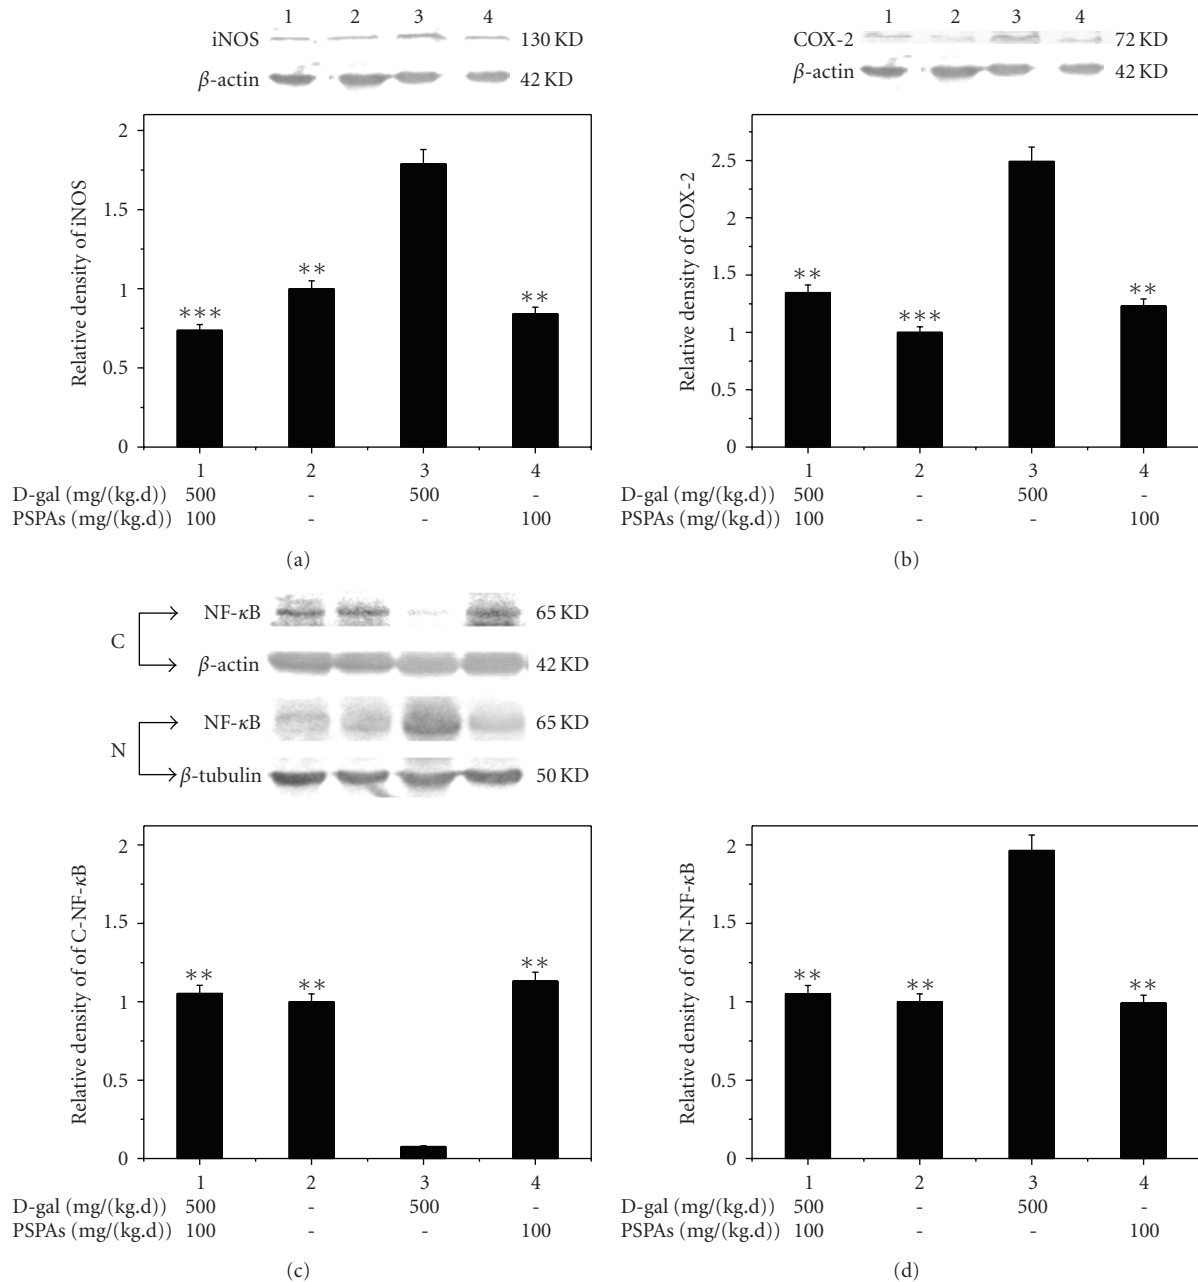 1 2 3 4
iNOS 130 KD
β-actin 42 KD
2
1.5
1
0.5
0
Relative density of iNOS
*** ** **
1 2 3 4
D-gal (mg/(kg.d)) 500 - 500 -
PSPAs (mg/(kg.d)) 100 - - 100
(a)
1 2 3 4
COX-2 72 KD
β-actin 42 KD
2.5
2
1.5
1.25
1
0.5
0
Relative density of COX-2
** *** **
1 2 3 4
D-gal (mg/(kg.d)) 500 - 500 -
PSPAs (mg/(kg.d)) 100 - - 100
(b)
C
NF-κB 65 KD
β-actin 42 KD
N
NF-κB 65 KD
β-tubulin 50 KD
2
1.5
1
0.5
0
Relative density of of C-NF-κB
** ** **
1 2 3 4
D-gal (mg/(kg.d)) 500 - 500 -
PSPAs (mg/(kg.d)) 100 - - 100
(c)
2
1.5
1
0.5
0
Relative density of of N-NF-κB
** ** **
1 2 3 4
D-gal (mg/(kg.d)) 500 - 500 -
PSPAs (mg/(kg.d)) 100 - - 100
(d)